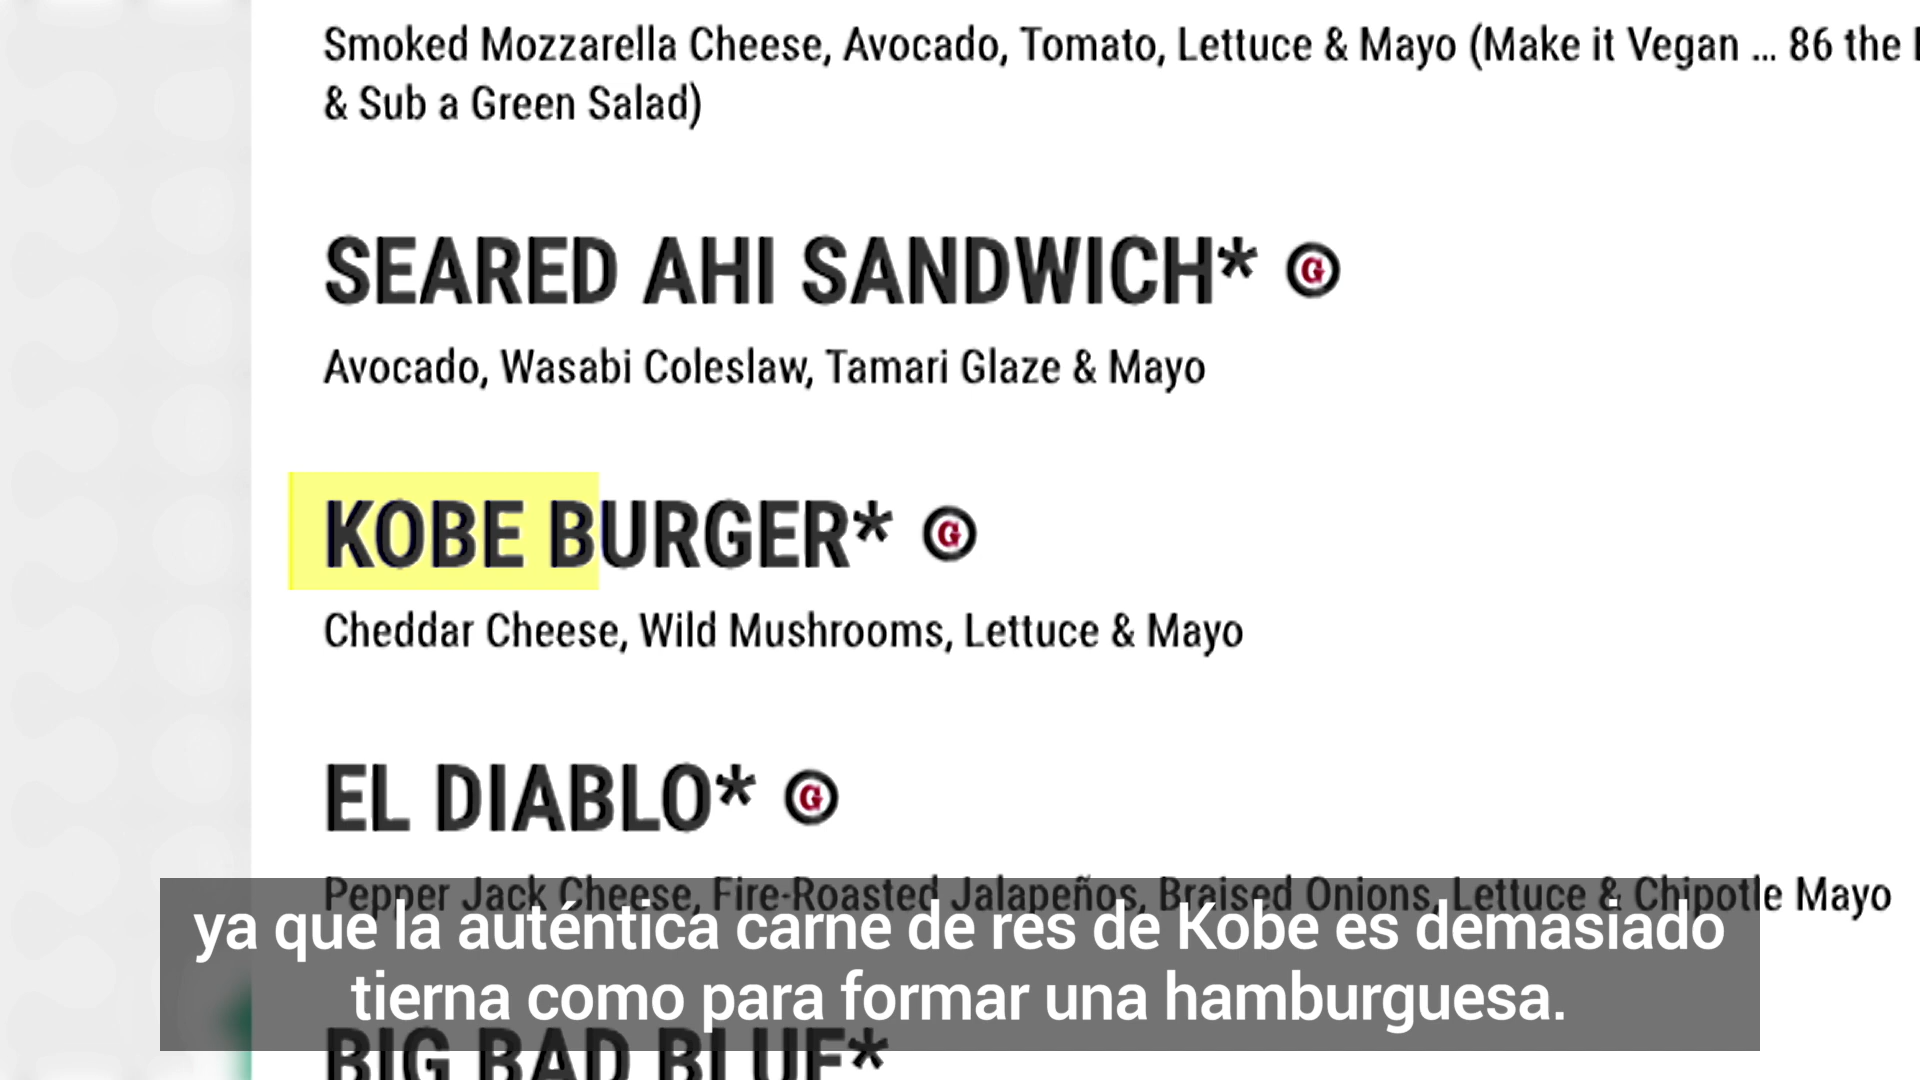 Smoked Mozzarella Cheese, Avocado, Tomato, Lettuce & Mayo (Make it Vegan ... 86 the
& Sub a Green Salad)
SEARED AHI SANDWICH* G
Avocado, Wasabi Coleslaw, Tamari Glaze & Mayo
KOBE BURGER* G
Cheddar Cheese, Wild Mushrooms, Lettuce & Mayo
EL DIABLO* G
Pepper Jack Cheese, Fire-Roasted Jalapeños, Braised Onions, Lettuce & Chipotle Mayo
ya que la auténtica carne de res de Kobe es demasiado
tierna como para formar una hamburguesa.
BIG BAD BLUE*